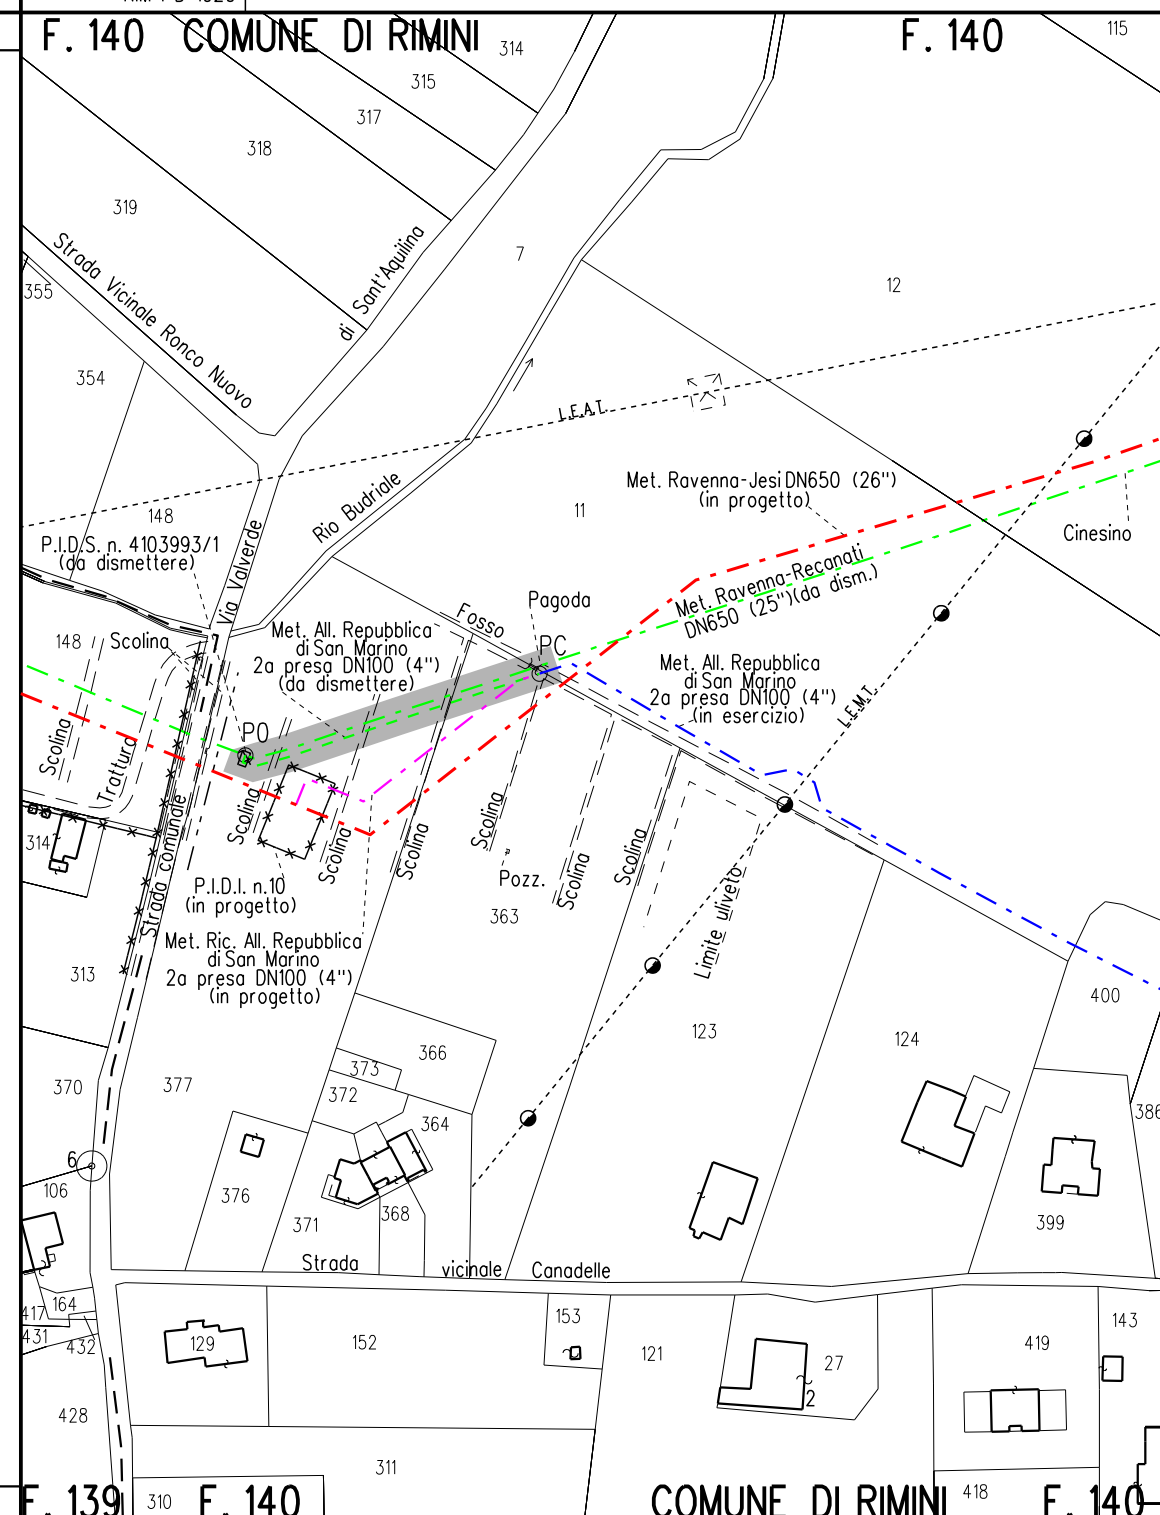 F. 140 COMUNE DI RIMINI
F. 140
115
314
315
317
318
319
7
12
di Sant'Aquilina
Strada Vicinale Ronco Nuovo
355
354
L.E.A.T.
Met. Ravenna-Jesi DN650 (26")
(in progetto)
Cinesino
11
Rio Budriale
148
P.I.D.S. n. 4103993/1
(da dismettere)
Via Valverde
Met. Ravenna-Recanati
DN650 (25")(da dism.)
Pagoda
Fosso
PC
148
Scolina
Met. All. Repubblica
di San Marino
2a presa DN100 (4")
(da dismettere)
Met. All. Repubblica
di San Marino
2a presa DN100 (4")
(in esercizio)
L.E.M.T.
PO
Scolina
Trattura
Strada comunale
Scolina
Scolina
Scolina
Scolina
Scolina
Scolina
314
Pozz.
363
Limite uliveto
P.I.D.I. n.10
(in progetto)
Met. Ric. All. Repubblica
di San Marino
2a presa DN100 (4")
(in progetto)
313
400
123
124
366
373
372
364
370
377
386
6
106
376
371
368
399
Strada vicinale Canadelle
417
164
431
432
129
152
153
121
27
2
419
143
428
311
310
418
F. 139
F. 140
COMUNE DI RIMINI
F. 140